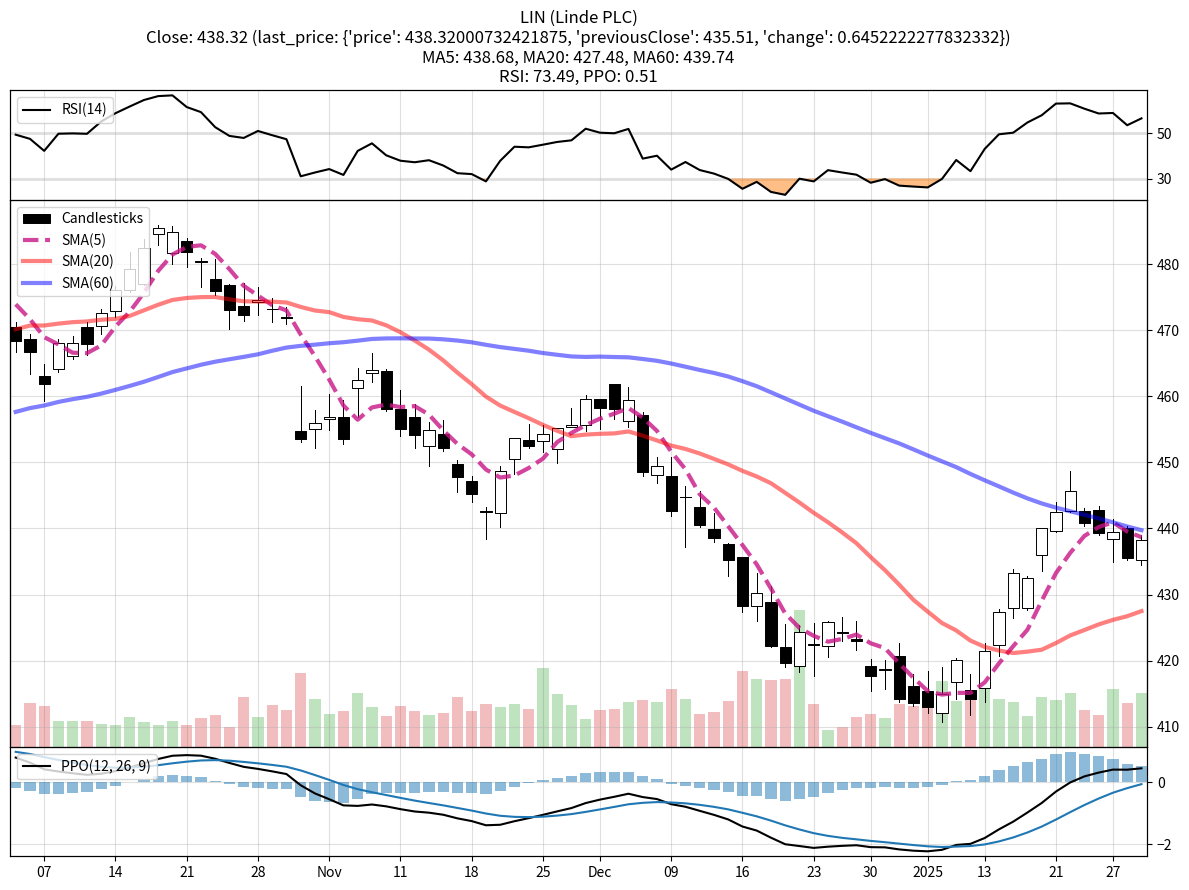 LIN (Linde PLC)
Close: 438.32 (last_price: {'price': 438.32000732421875, 'previousClose': 435.51, 'change': 0.6452222277832332})
MA5: 438.68, MA20: 427.48, MA60: 439.74
RSI: 73.49, PPO: 0.51
RSI(14)
50
30
Candlesticks
SMA(5)
SMA(20)
SMA(60)
480
470
460
450
440
430
420
410
PPO(12,26,9)
0
−2
07 14 21 28 Nov 11 18 25 Dec 09 16 23 30 2025 13 21 27